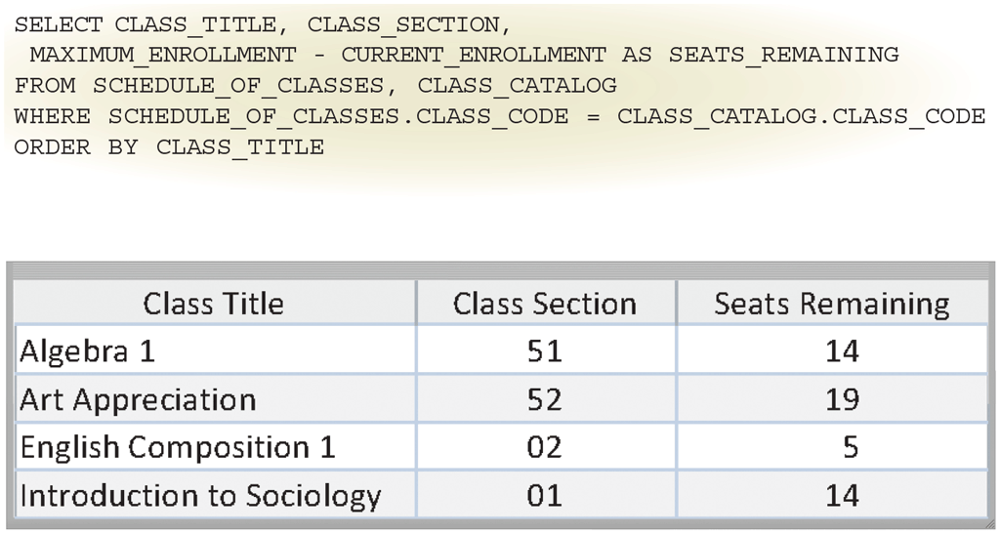 SELECT CLASS_TITLE, CLASS_SECTION,
MAXIMUM_ENROLLMENT - CURRENT_ENROLLMENT AS SEATS_REMAINING
FROM SCHEDULE_OF_CLASSES, CLASS_CATALOG
WHERE SCHEDULE_OF_CLASSES.CLASS_CODE = CLASS_CATALOG.CLASS_CODE
ORDER BY CLASS_TITLE
Class Title Class Section Seats Remaining
Algebra 1 51 14
Art Appreciation 52 19
English Composition 1 02 5
Introduction to Sociology 01 14